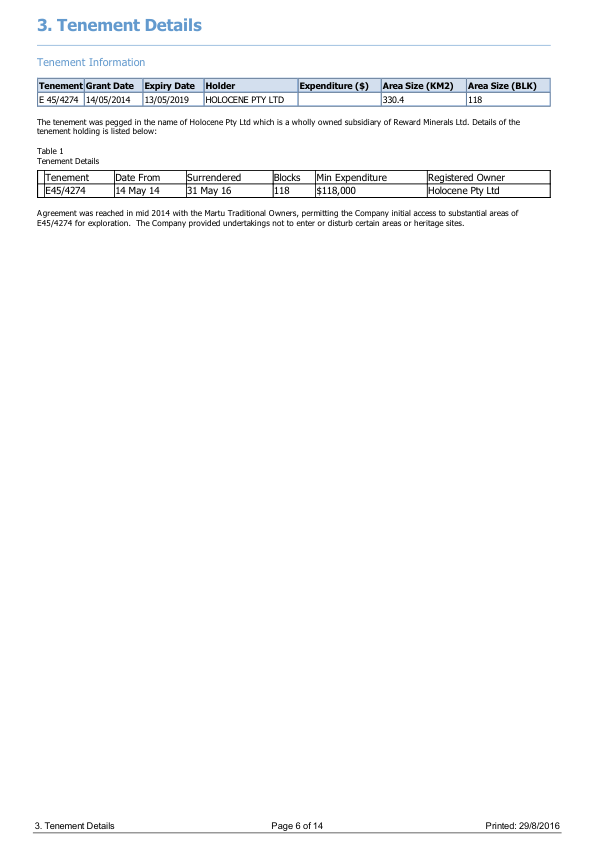 3. Tenement Details
Tenement Information
Tenement Grant Date Expiry Date Holder Expenditure ($) Area Size (KM2) Area Size (BLK)
E 45/4274 14/05/2014 13/05/2019 HOLOCENE PTY LTD 330.4 118
The tenement was pegged in the name of Holocene Pty Ltd which is a wholly owned subsidiary of Reward Minerals Ltd. Details of the
tenement holding is listed below:
Table 1
Tenement Details
Tenement Date From Surrendered Blocks Min Expenditure Registered Owner
E45/4274 14 May 14 31 May 16 118 $118,000 Holocene Pty Ltd
Agreement was reached in mid 2014 with the Martu Traditional Owners, permitting the Company initial access to substantial areas of
E45/4274 for exploration.  The Company provided undertakings not to enter or disturb certain areas or heritage sites.
3. Tenement Details Page 6 of 14 Printed: 29/8/2016